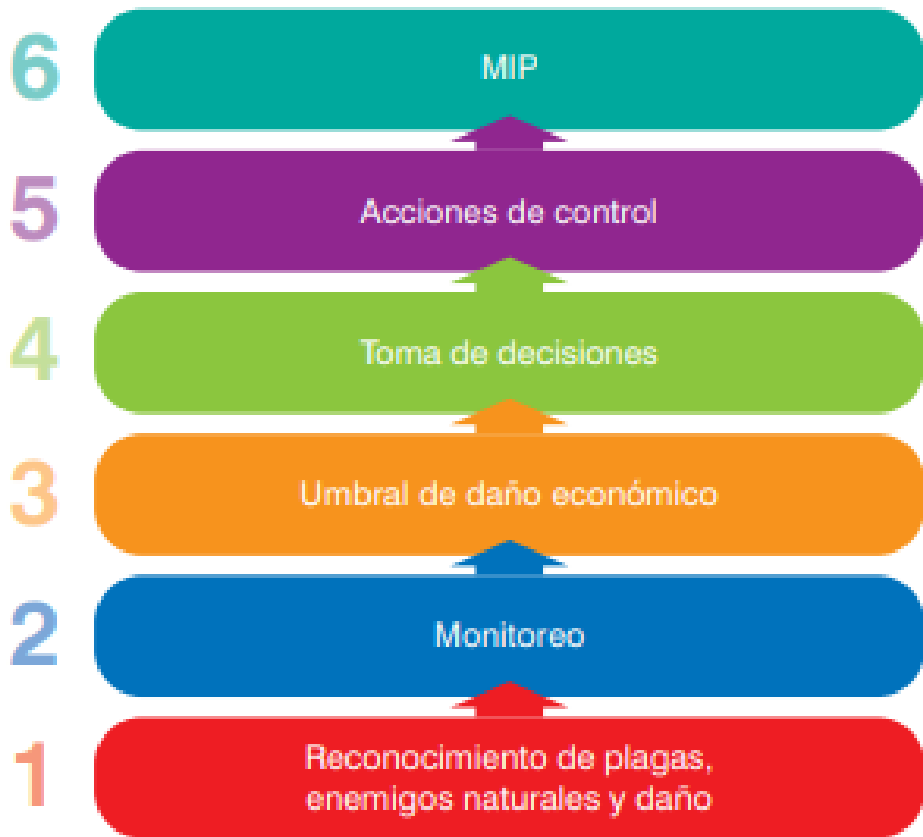 6
MIP
5
Acciones de control
4
Toma de decisiones
3
Umbral de daño económico
2
Monitoreo
1
Reconocimiento de plagas,
enemigos naturales y daño